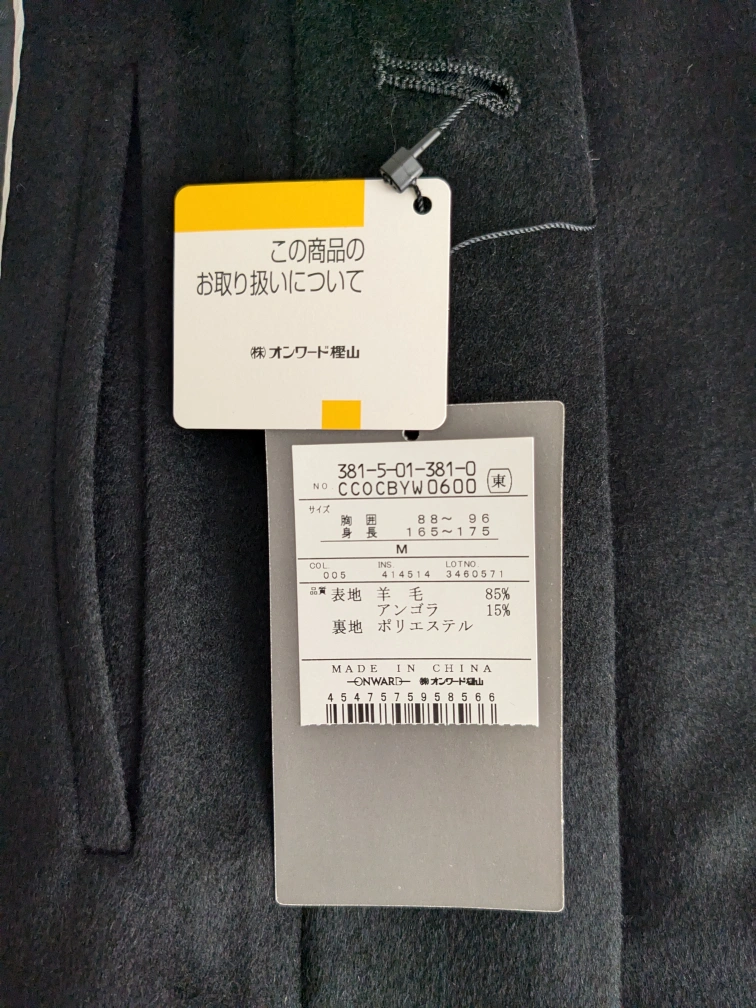 この商品の
お取り扱いについて
㈱オンワード樫山
381-5-01-381-0
NO. CCOCBYW0600 東
サイズ
胸 囲 88~ 96
身 長 165~175
M
COL. INS. LOTNO.
005 414514 3460571
品質 表地 羊 毛 85%
アンゴラ 15%
裏地 ポリエステル
MADE IN CHINA
ONWARD ㈱オンワード樫山
4547575958566